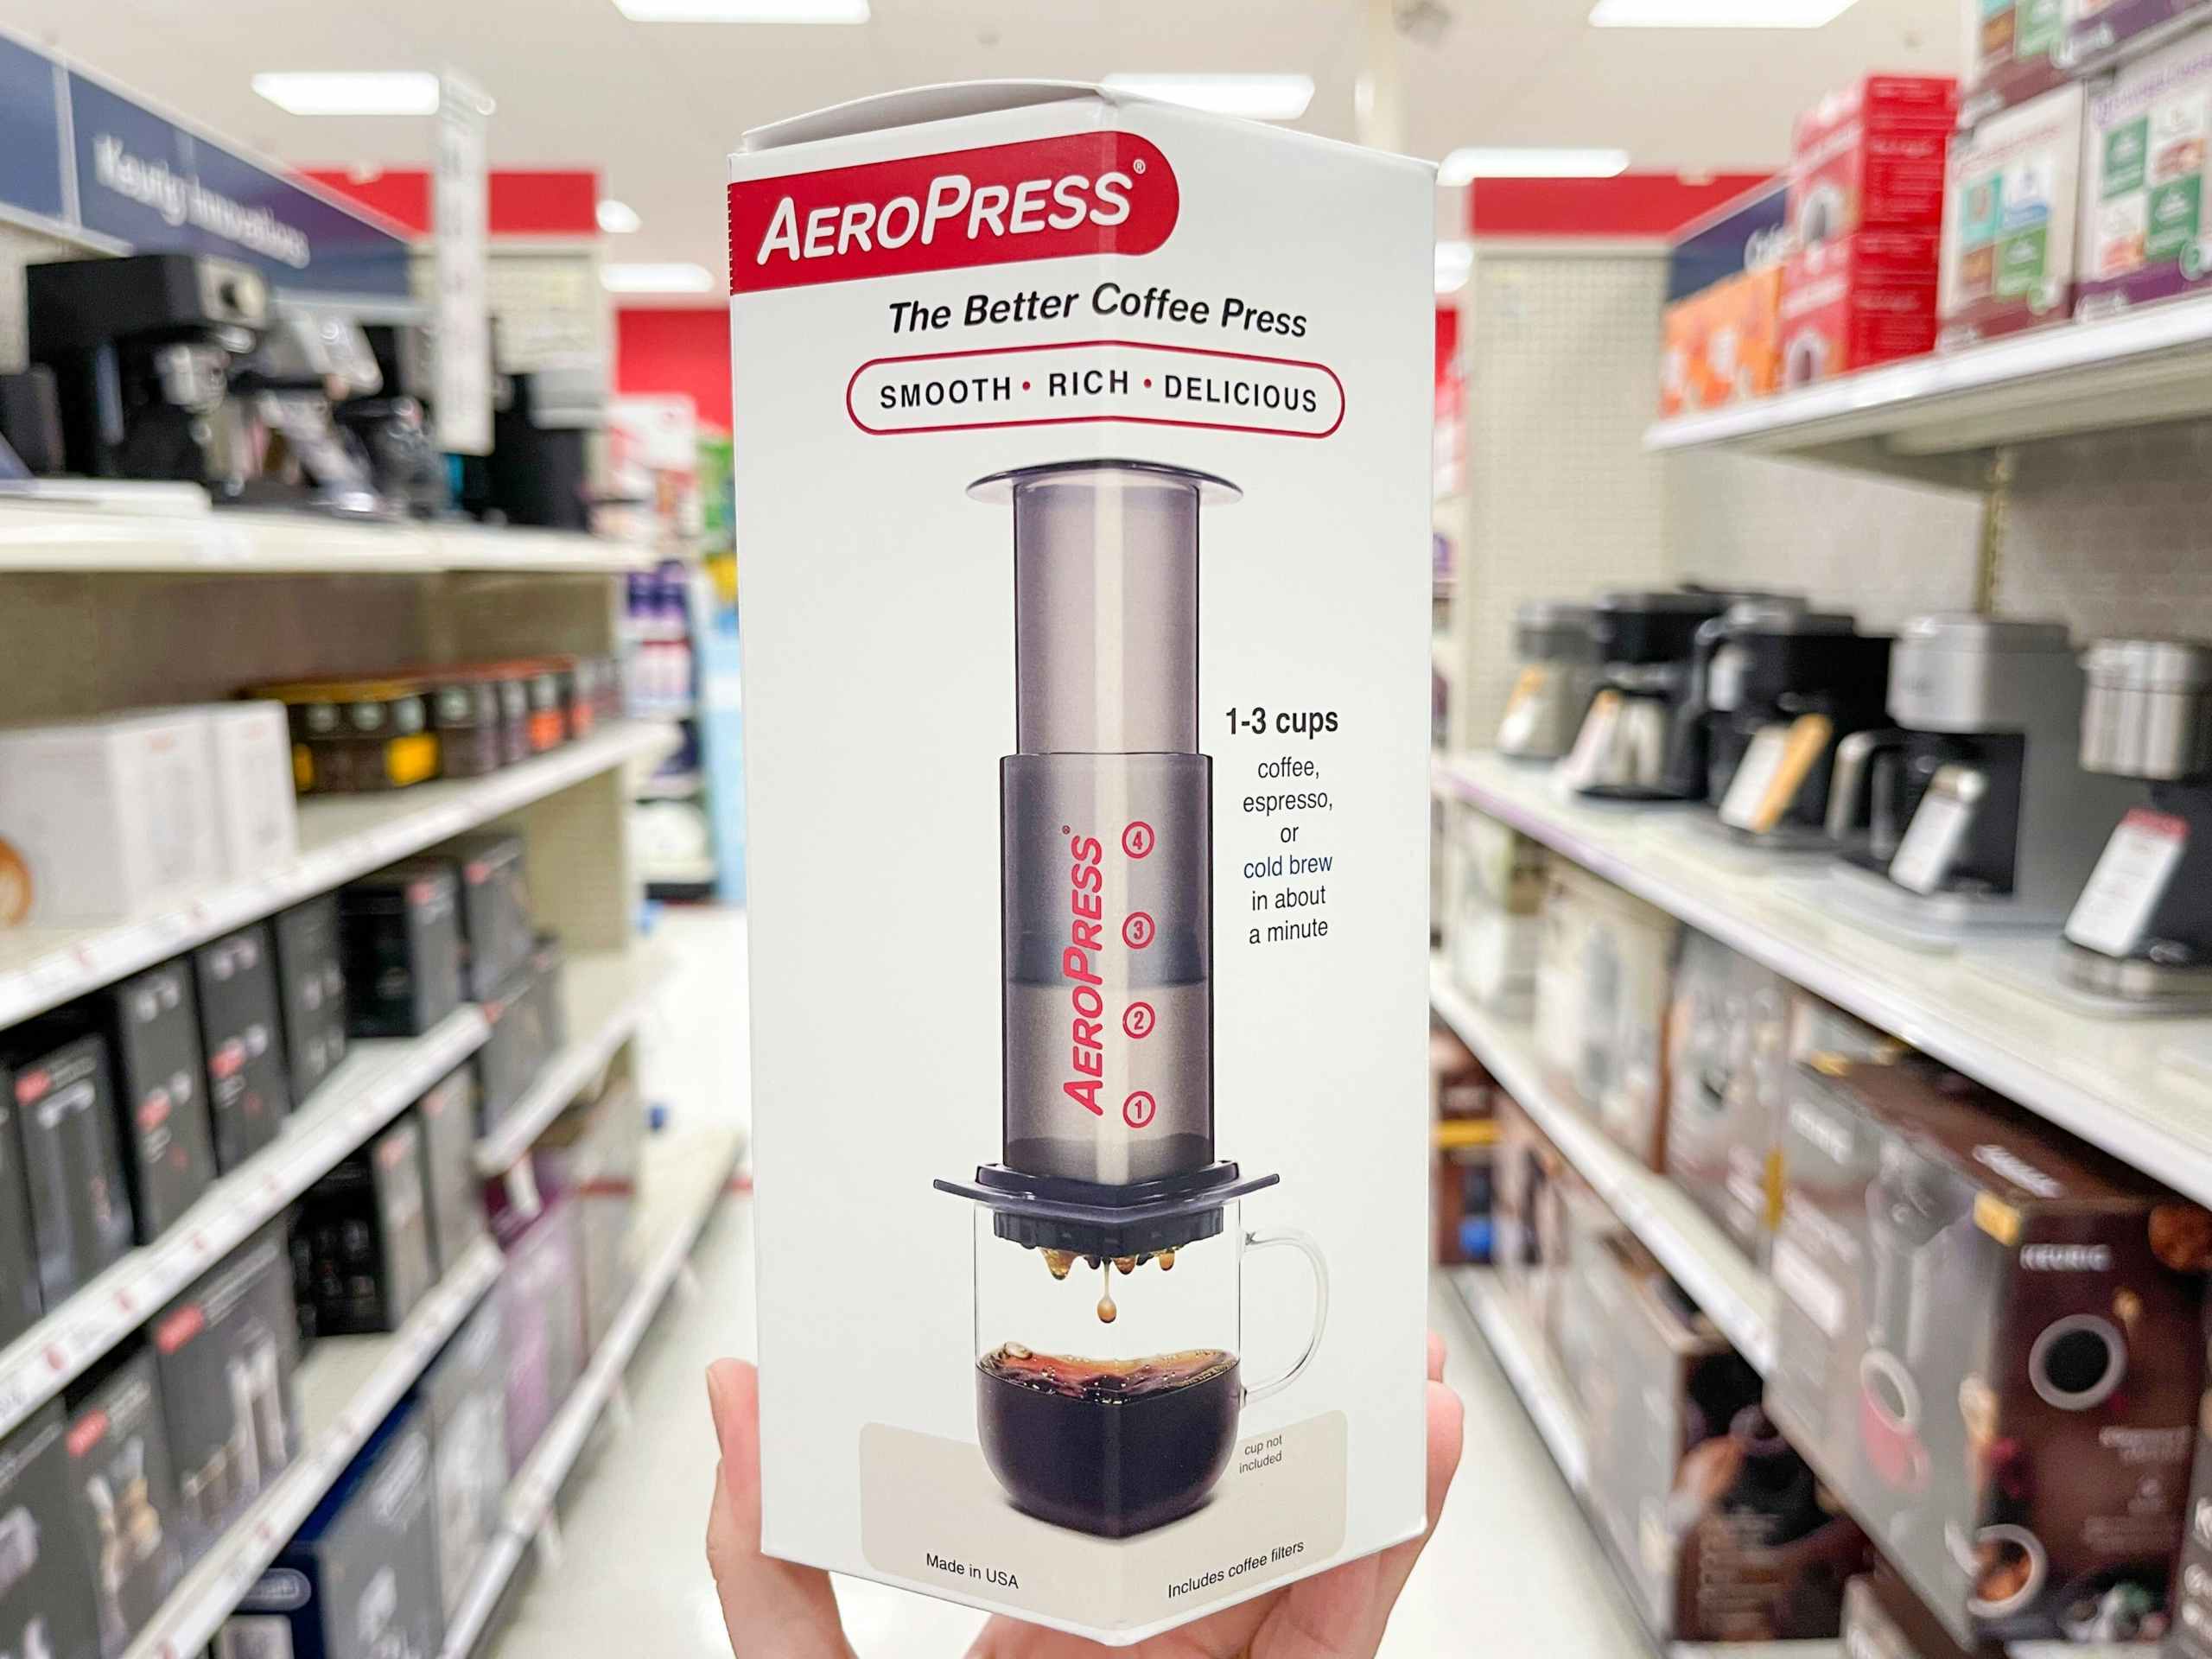 Keurig Innovations
AEROPRESS®
The Better Coffee Press
SMOOTH • RICH • DELICIOUS
1-3 cups
coffee,
espresso,
or
cold brew
in about
a minute
AEROPRESS®
4
3
2
1
cup not
included
Made in USA
Includes coffee filters
KEURIG